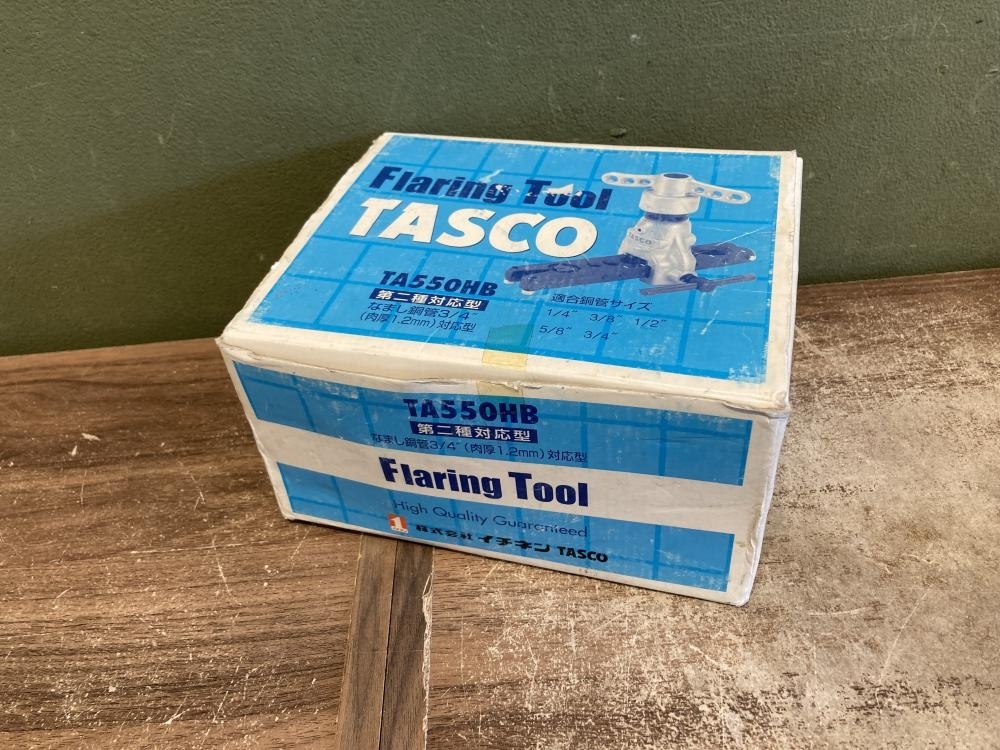 Flaring Tool
TASCO
TASCO
TA550HB
第二種対応型
なまし銅管3/4"
(肉厚1.2mm)対応型
適合銅管サイズ
1/4" 3/8" 1/2"
5/8" 3/4"
TA550HB
第二種対応型
なまし銅管3/4"(肉厚1.2mm)対応型
Flaring Tool
High Quality Guaranteed
1
株式会社イチネン TASCO